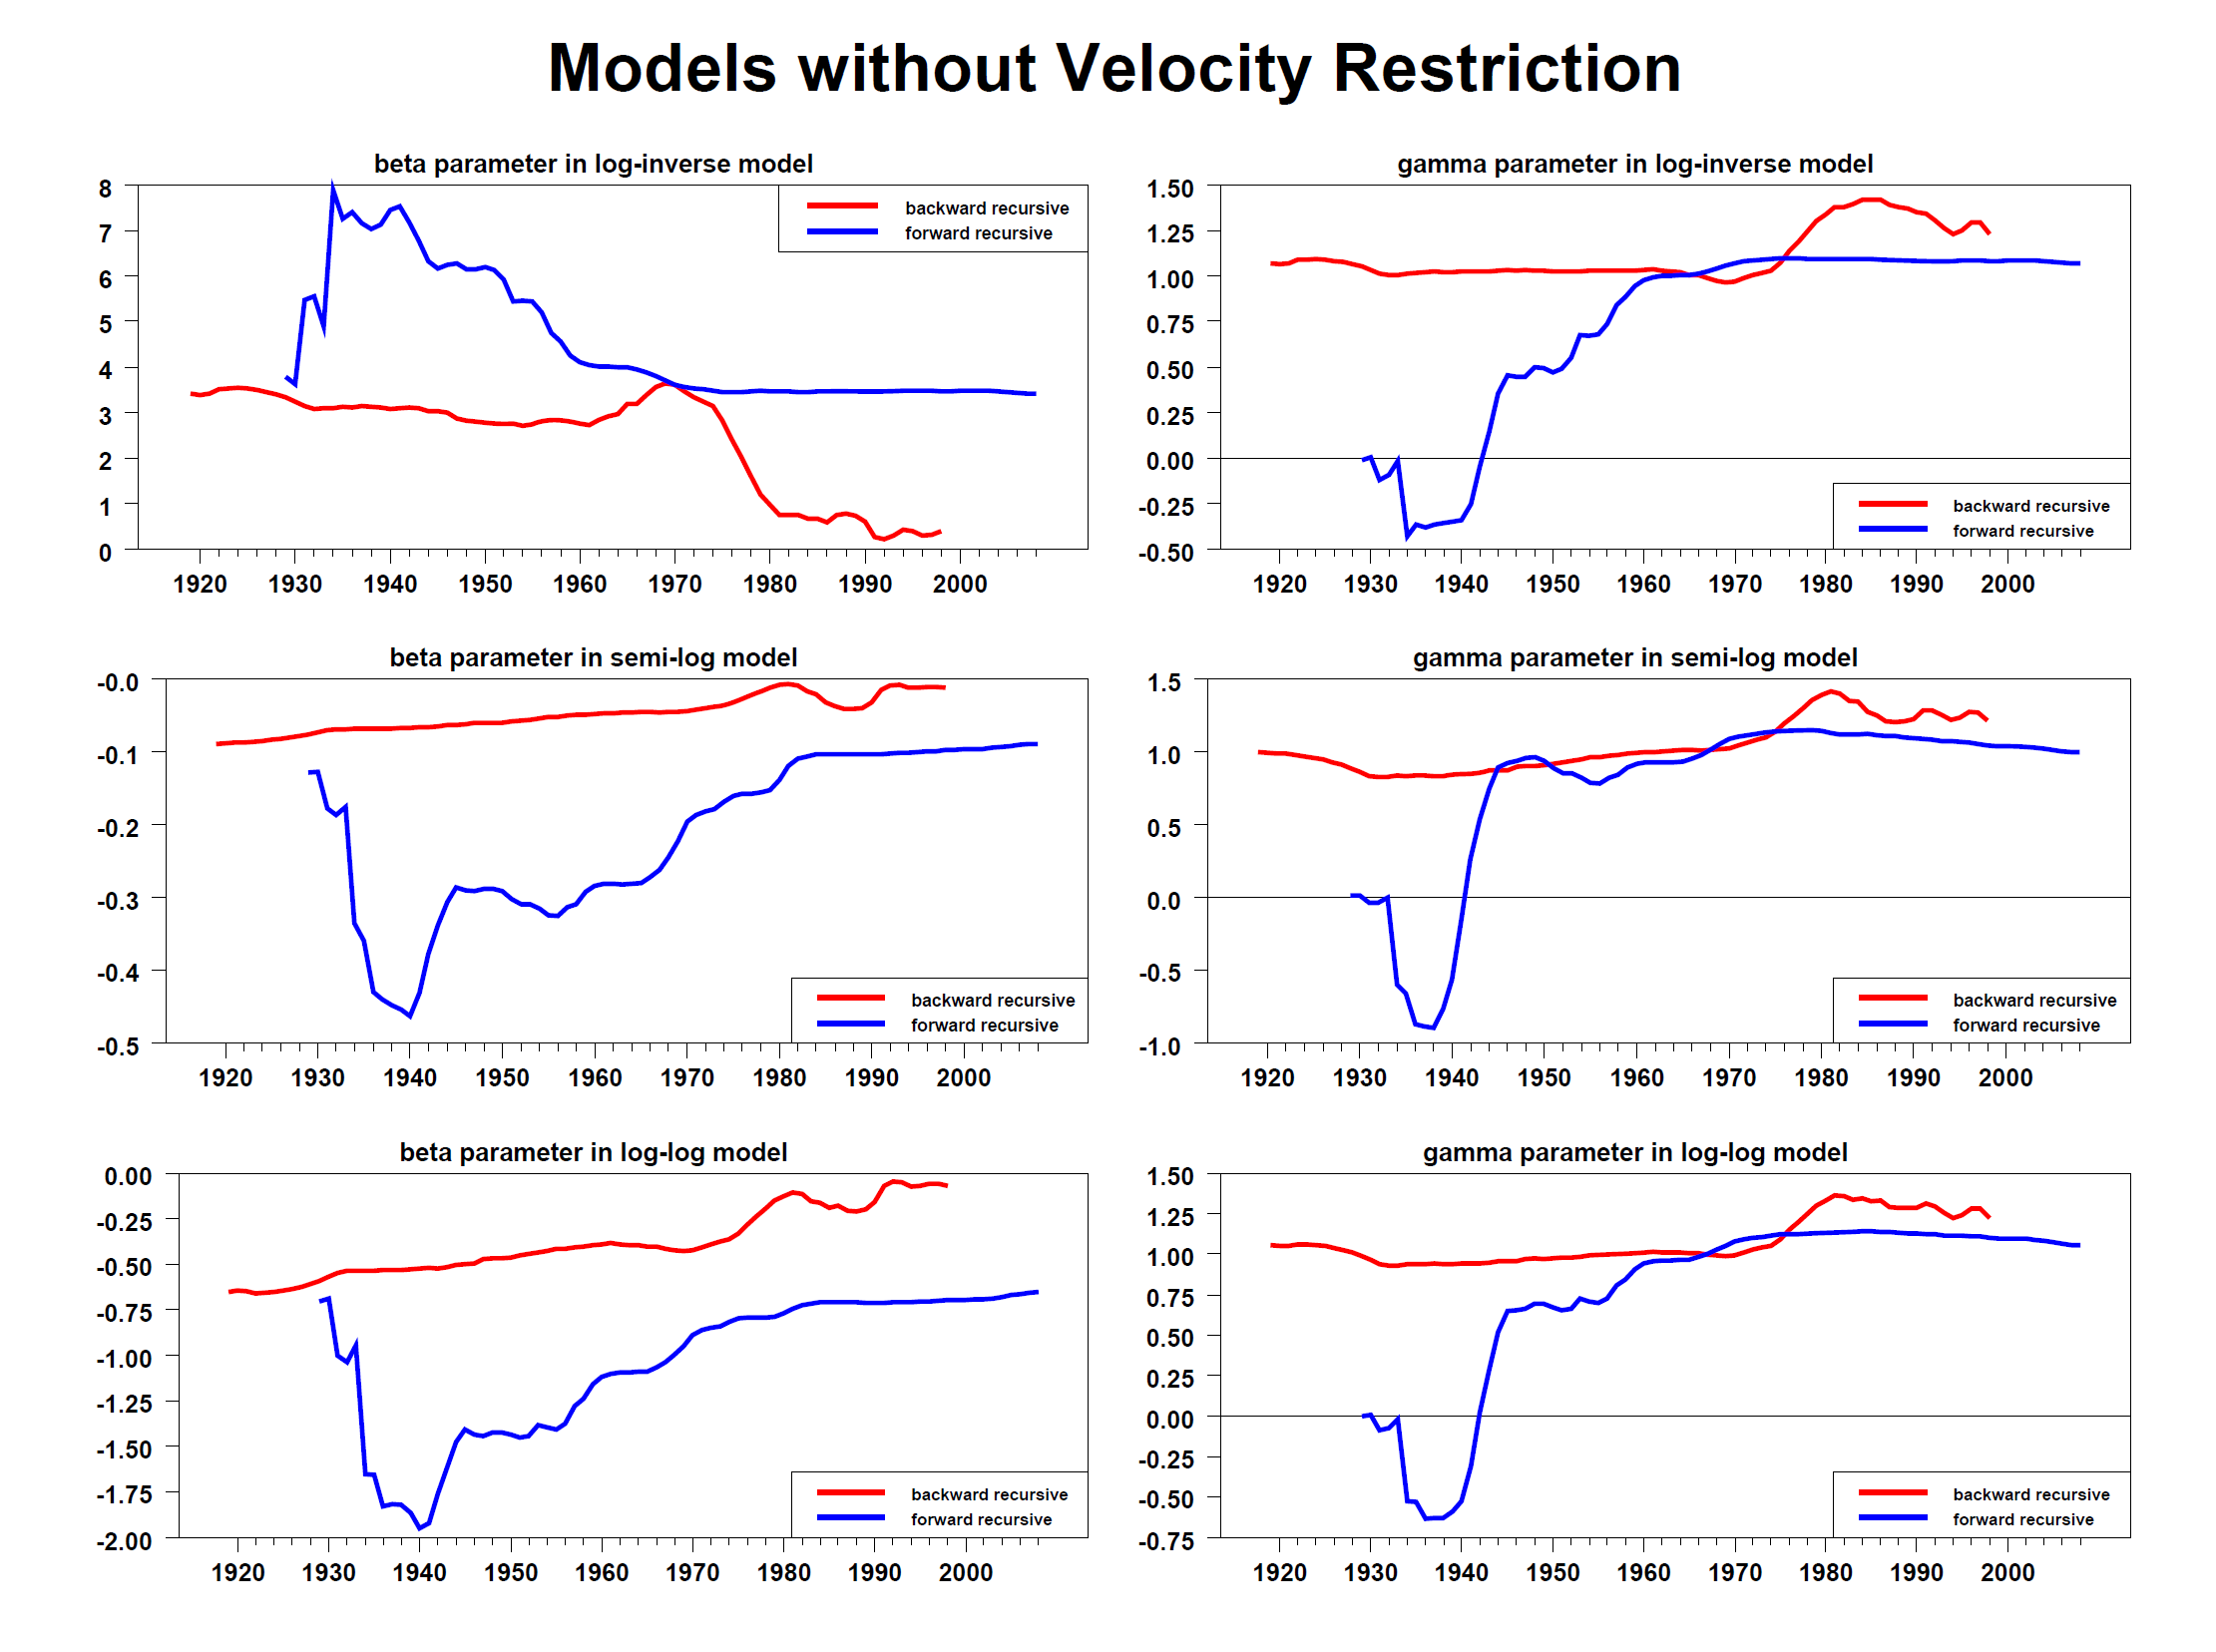 Models without Velocity Restriction
beta parameter in log-inverse model
8
7
6
5
4
3
2
1
0
backward recursive
forward recursive
1920 1930 1940 1950 1960 1970 1980 1990 2000
gamma parameter in log-inverse model
1.50
1.25
1.00
0.75
0.50
0.25
0.00
-0.25
-0.50
backward recursive
forward recursive
1920 1930 1940 1950 1960 1970 1980 1990 2000
beta parameter in semi-log model
-0.0
-0.1
-0.2
-0.3
-0.4
-0.5
backward recursive
forward recursive
1920 1930 1940 1950 1960 1970 1980 1990 2000
gamma parameter in semi-log model
1.5
1.0
0.5
0.0
-0.5
-1.0
backward recursive
forward recursive
1920 1930 1940 1950 1960 1970 1980 1990 2000
beta parameter in log-log model
0.00
-0.25
-0.50
-0.75
-1.00
-1.25
-1.50
-1.75
-2.00
backward recursive
forward recursive
1920 1930 1940 1950 1960 1970 1980 1990 2000
gamma parameter in log-log model
1.50
1.25
1.00
0.75
0.50
0.25
0.00
-0.25
-0.50
-0.75
backward recursive
forward recursive
1920 1930 1940 1950 1960 1970 1980 1990 2000